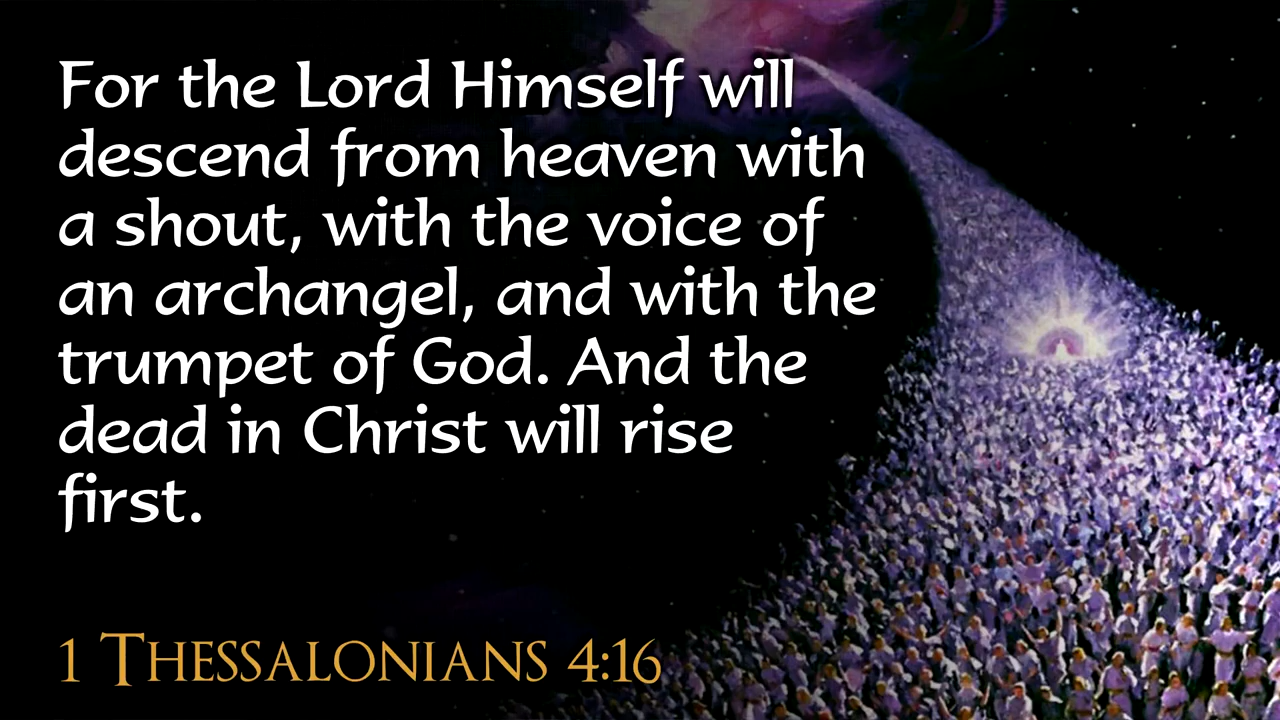 For the Lord Himself will
descend from heaven with
a shout, with the voice of
an archangel, and with the
trumpet of God. And the
dead in Christ will rise
first.
1 Thessalonians 4:16